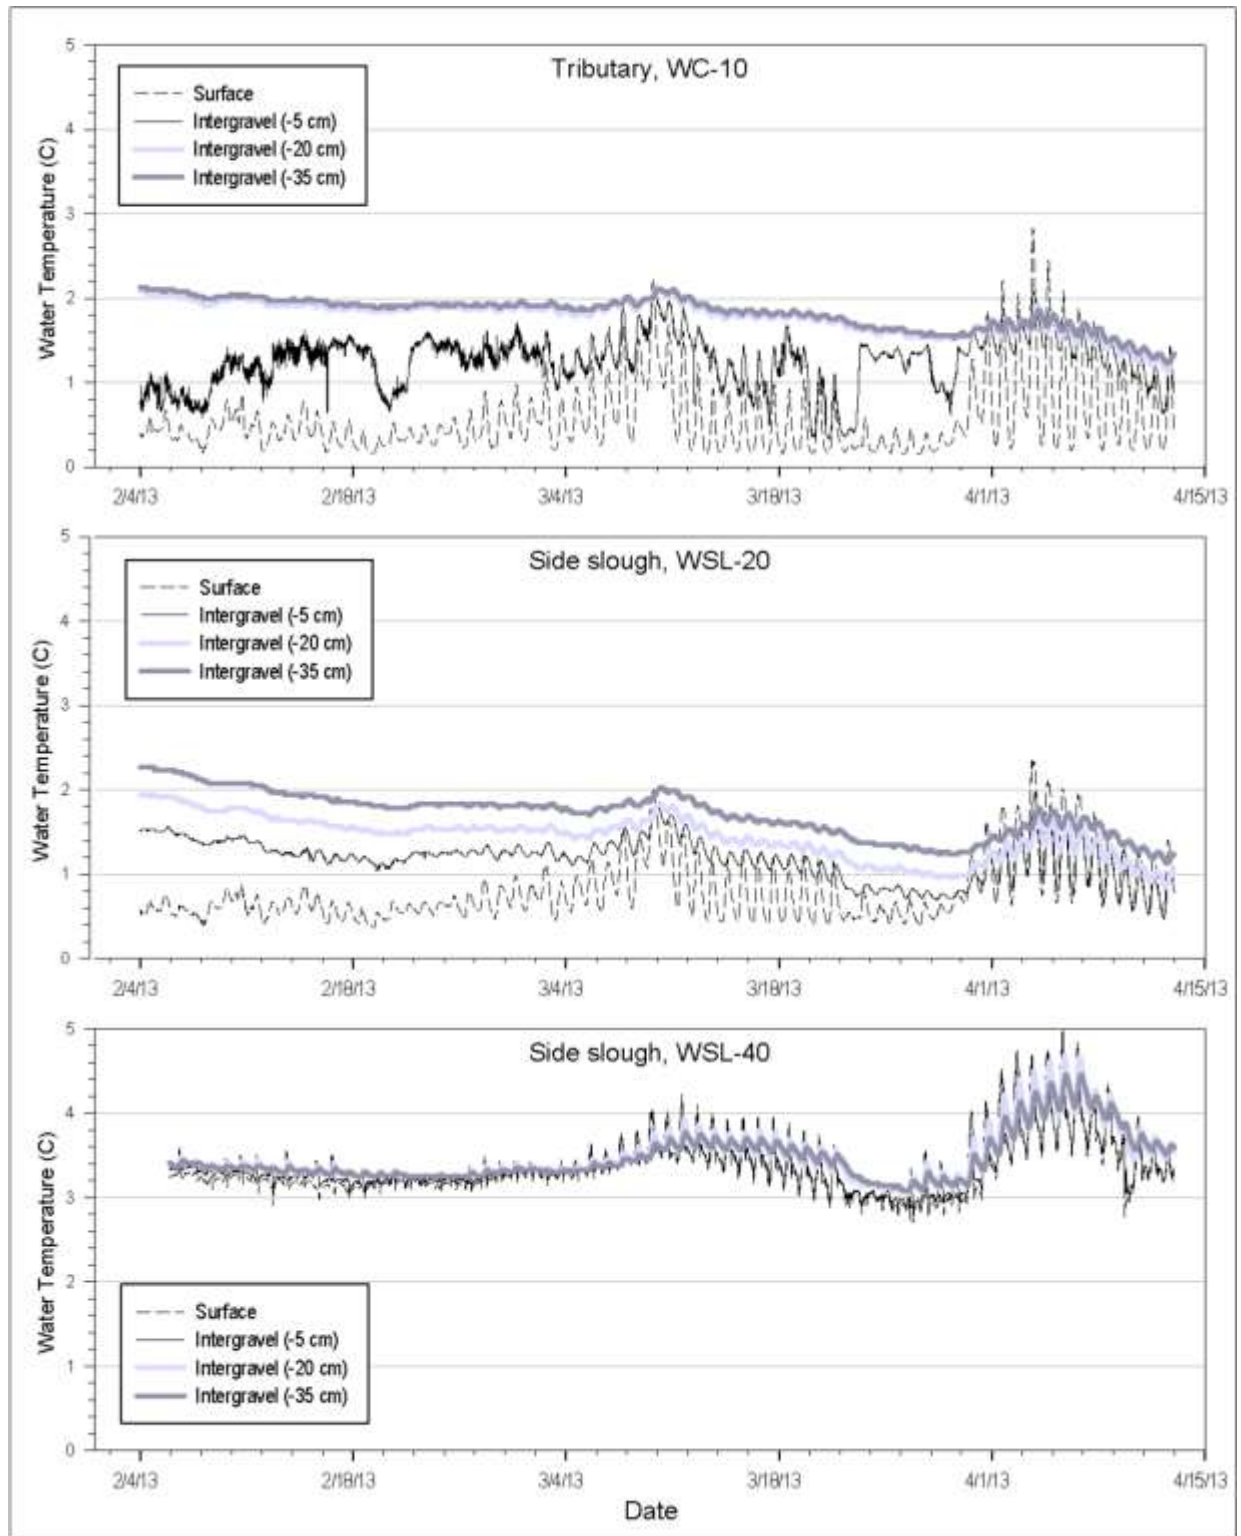 Tributary, WC-10
Water Temperature (C)
5
4
3
2
1
0
Surface
Intergravel (-5 cm)
Intergravel (-20 cm)
Intergravel (-35 cm)
2/4/13 2/18/13 3/4/13 3/18/13 4/1/13 4/15/13
Side slough, WSL-20
Water Temperature (C)
5
4
3
2
1
0
Surface
Intergravel (-5 cm)
Intergravel (-20 cm)
Intergravel (-35 cm)
2/4/13 2/18/13 3/4/13 3/18/13 4/1/13 4/15/13
Side slough, WSL-40
Water Temperature (C)
5
4
3
2
1
0
Surface
Intergravel (-5 cm)
Intergravel (-20 cm)
Intergravel (-35 cm)
2/4/13 2/18/13 3/4/13 3/18/13 4/1/13 4/15/13
Date